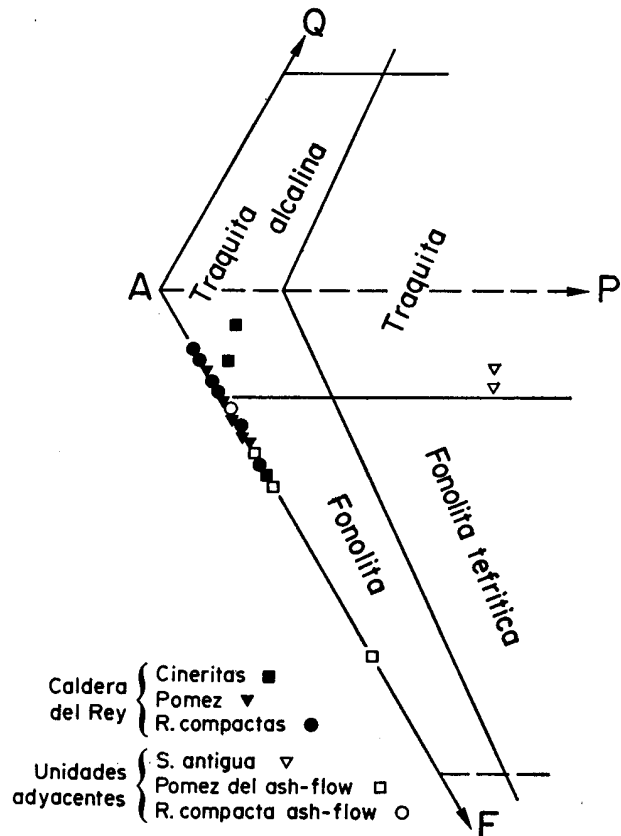 Q
Traquita alcalina
A
P
Traquita
Fonolita
Fonolita tefritica
Caldera del Rey
Cineritas
Pomez
R. compactas
Unidades adyacentes
S. antigua
Pomez del ash-flow
R. compacta ash-flow
F